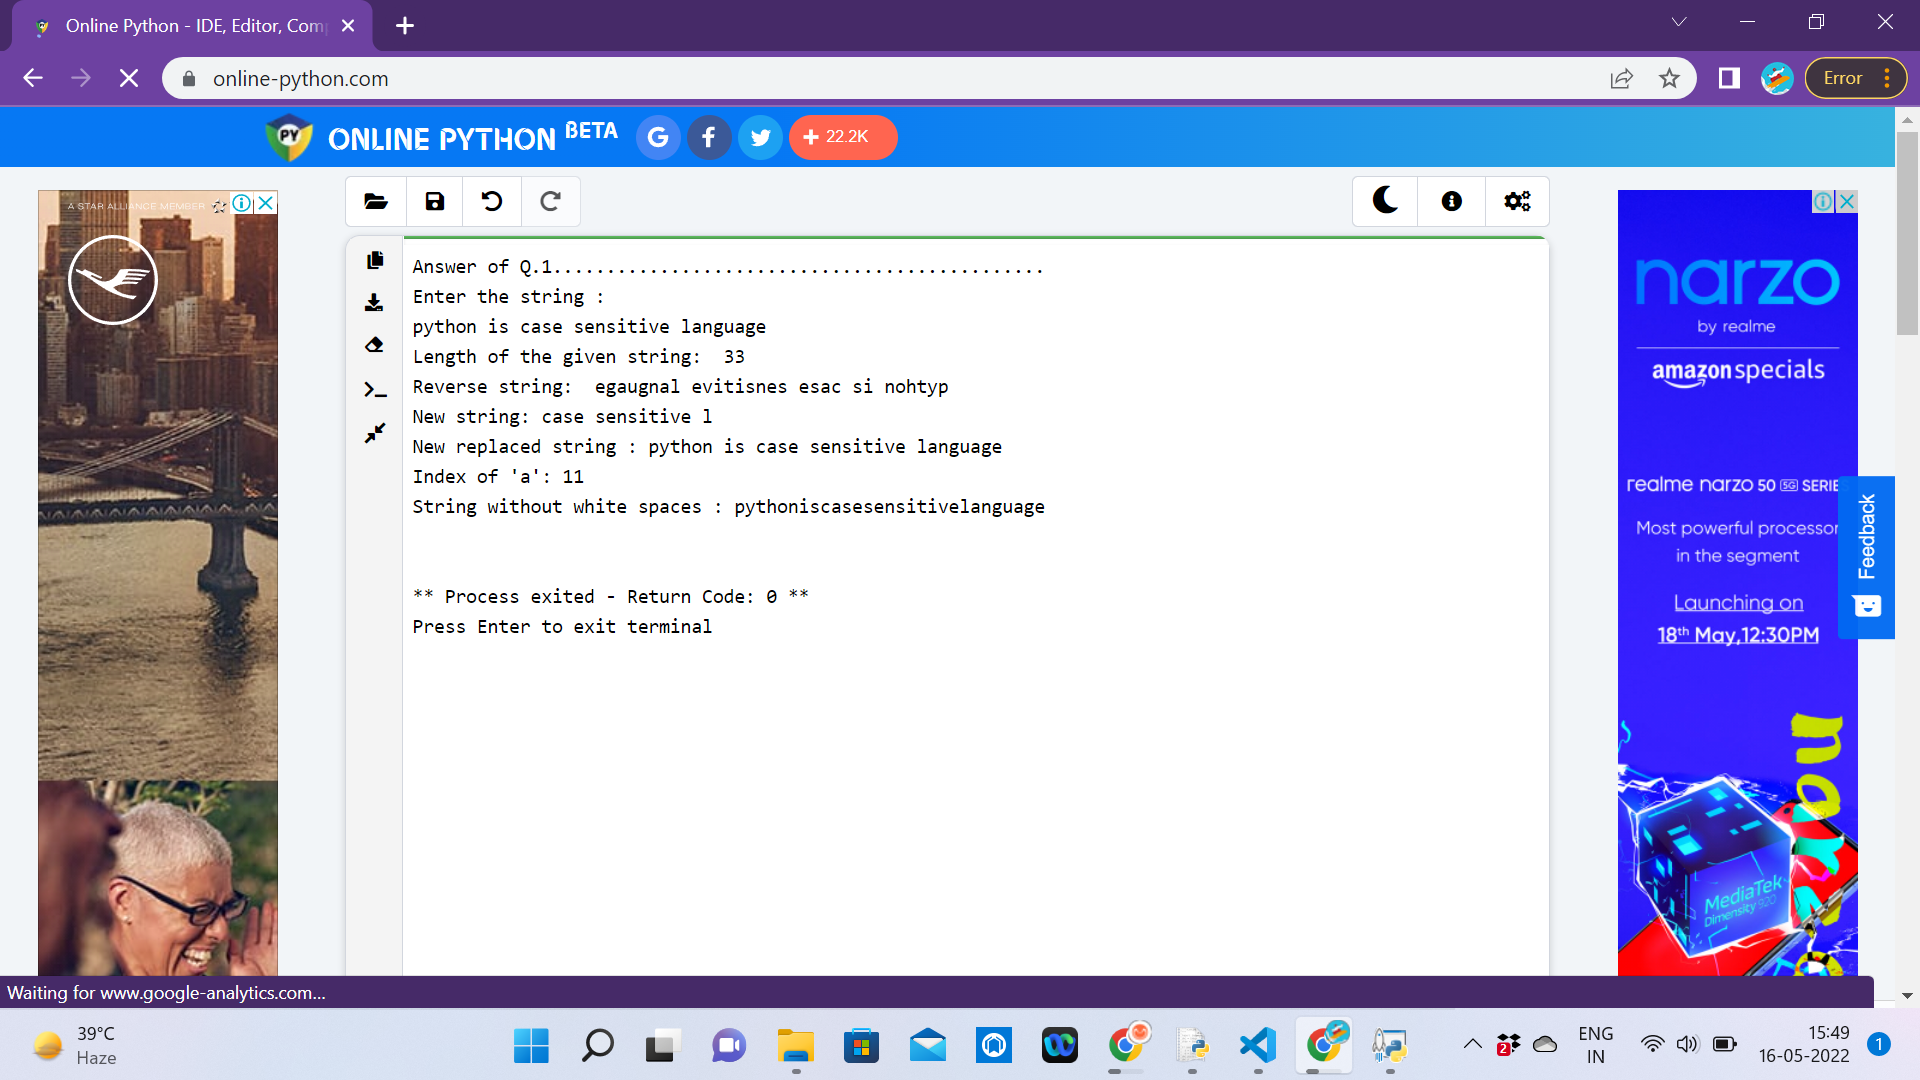 Online Python - IDE, Editor, Com
online-python.com
Error
PY
ONLINE PYTHON BETA
22.2K
A STAR ALLIANCE MEMBER
Answer of Q.1..............................................
Enter the string :
python is case sensitive language
Length of the given string:  33
Reverse string:  egaugnal evitisnes esac si nohtyp
New string: case sensitive l
New replaced string : python is case sensitive language
Index of 'a': 11
String without white spaces : pythoniscasesensitivelanguage
** Process exited - Return Code: 0 **
Press Enter to exit terminal
narzo
by realme
amazon specials
realme narzo 50 5G SERIE
Most powerful processor
in the segment
Launching on
18th May,12:30PM
Feedback
MediaTek
Dimensity 920
Waiting for www.google-analytics.com...
39°C
Haze
2
ENG
IN
15:49
16-05-2022
1